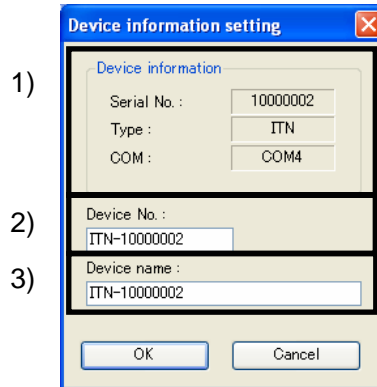 Device information setting
1)
Device information
Serial No. : 10000002
Type : ITN
COM : COM4
2)
Device No. :
ITN-10000002
3)
Device name :
ITN-10000002
OK Cancel